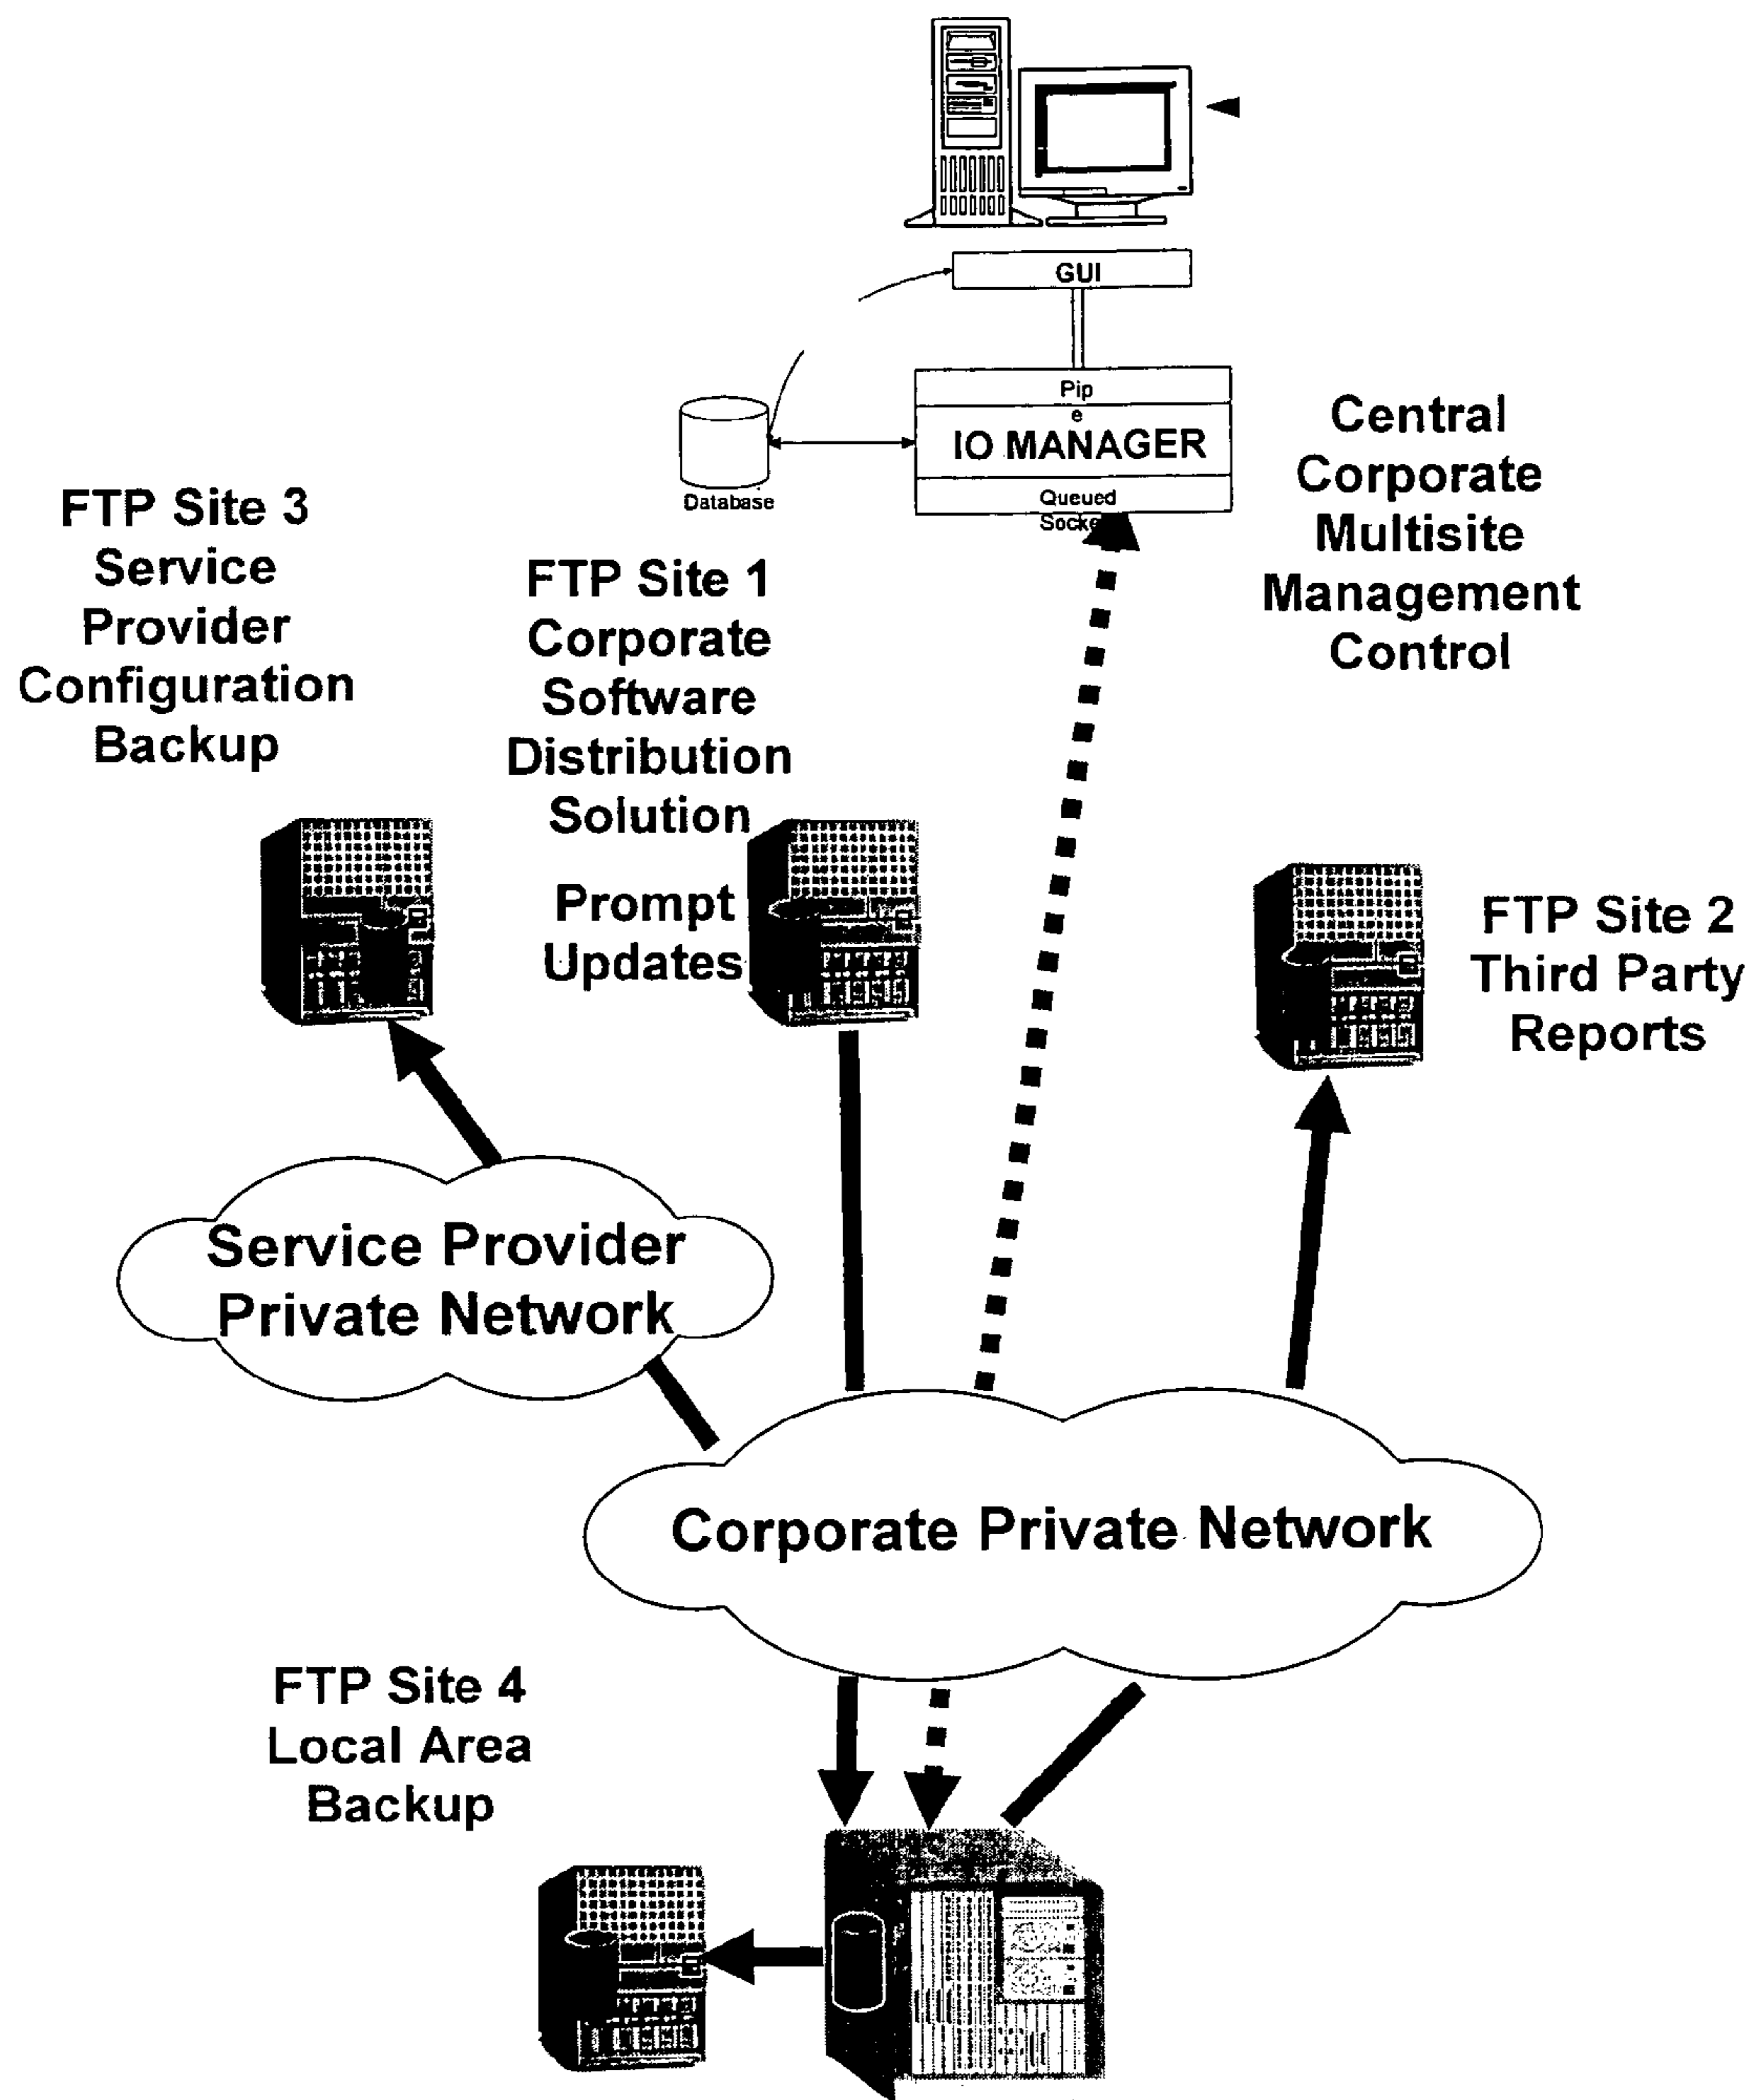 GUI
Pip
e
IO MANAGER
Queued
Socke
Database
Central
Corporate
Multisite
Management
Control
FTP Site 3
Service
Provider
Configuration
Backup
FTP Site 1
Corporate
Software
Distribution
Solution
Prompt
Updates
FTP Site 2
Third Party
Reports
Service Provider
Private Network
Corporate Private Network
FTP Site 4
Local Area
Backup